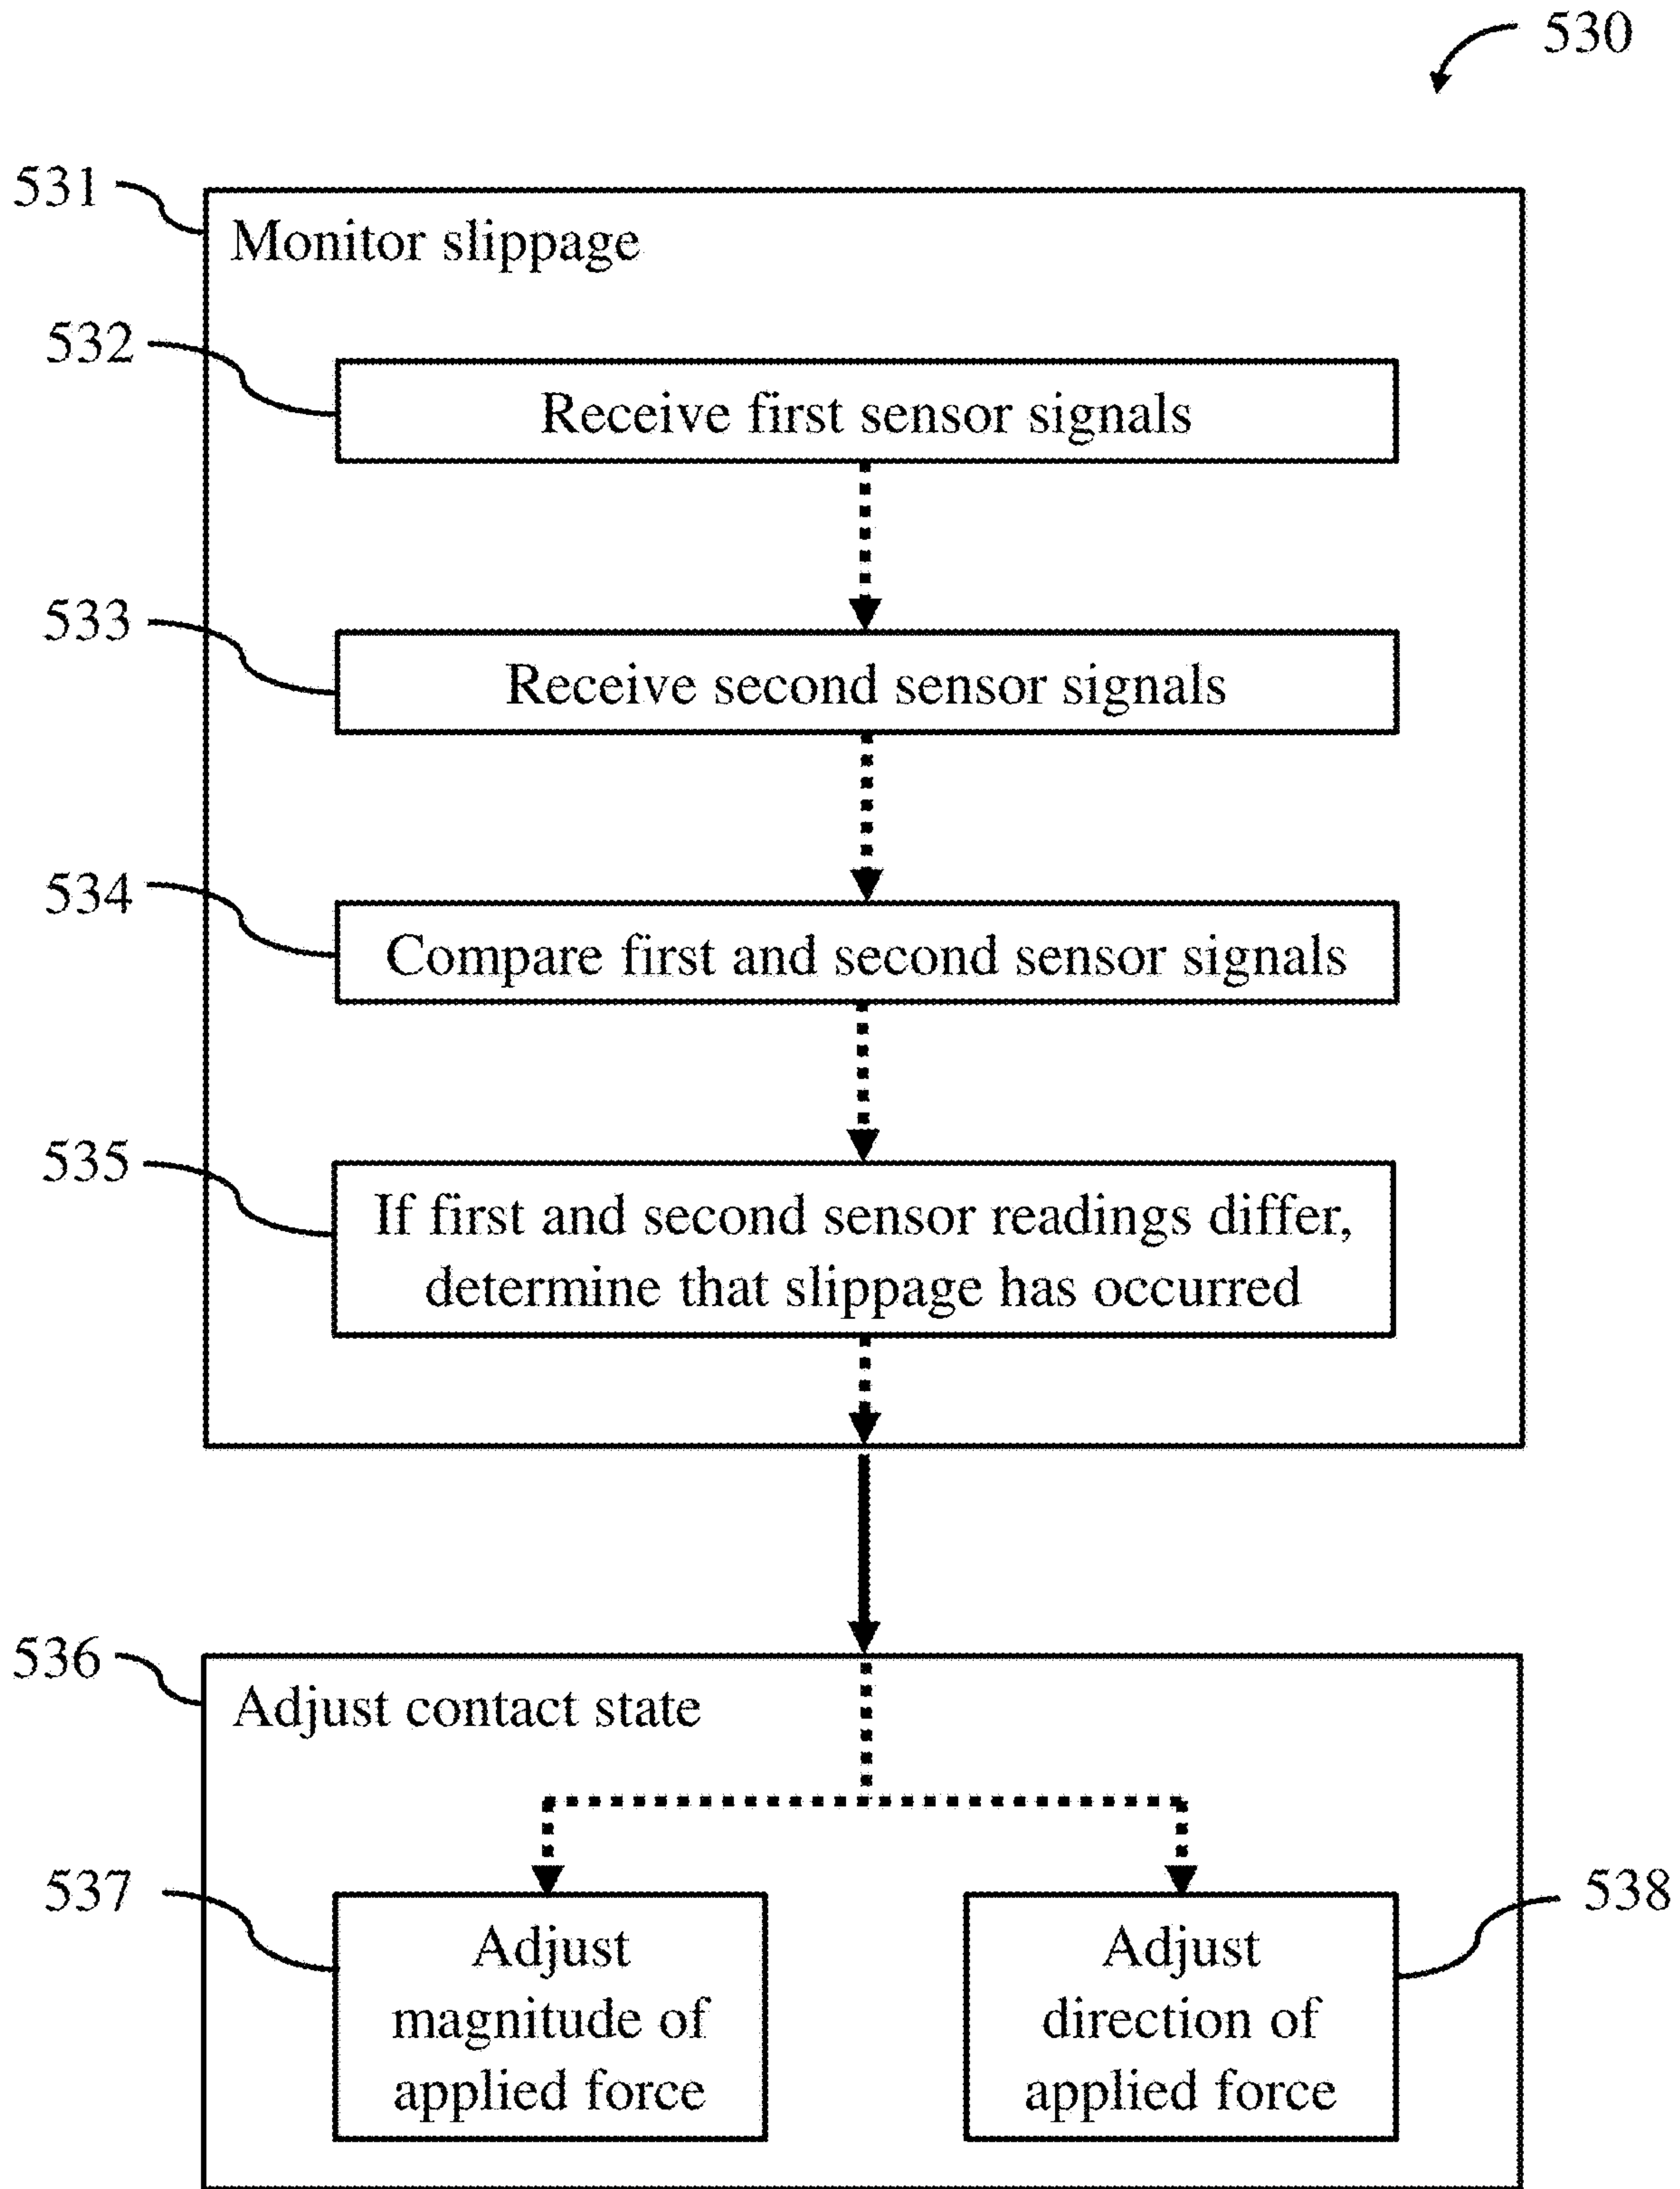 530
531
Monitor slippage
532
Receive first sensor signals
533
Receive second sensor signals
534
Compare first and second sensor signals
535
If first and second sensor readings differ,
determine that slippage has occurred
536
Adjust contact state
537
Adjust
magnitude of
applied force
538
Adjust
direction of
applied force